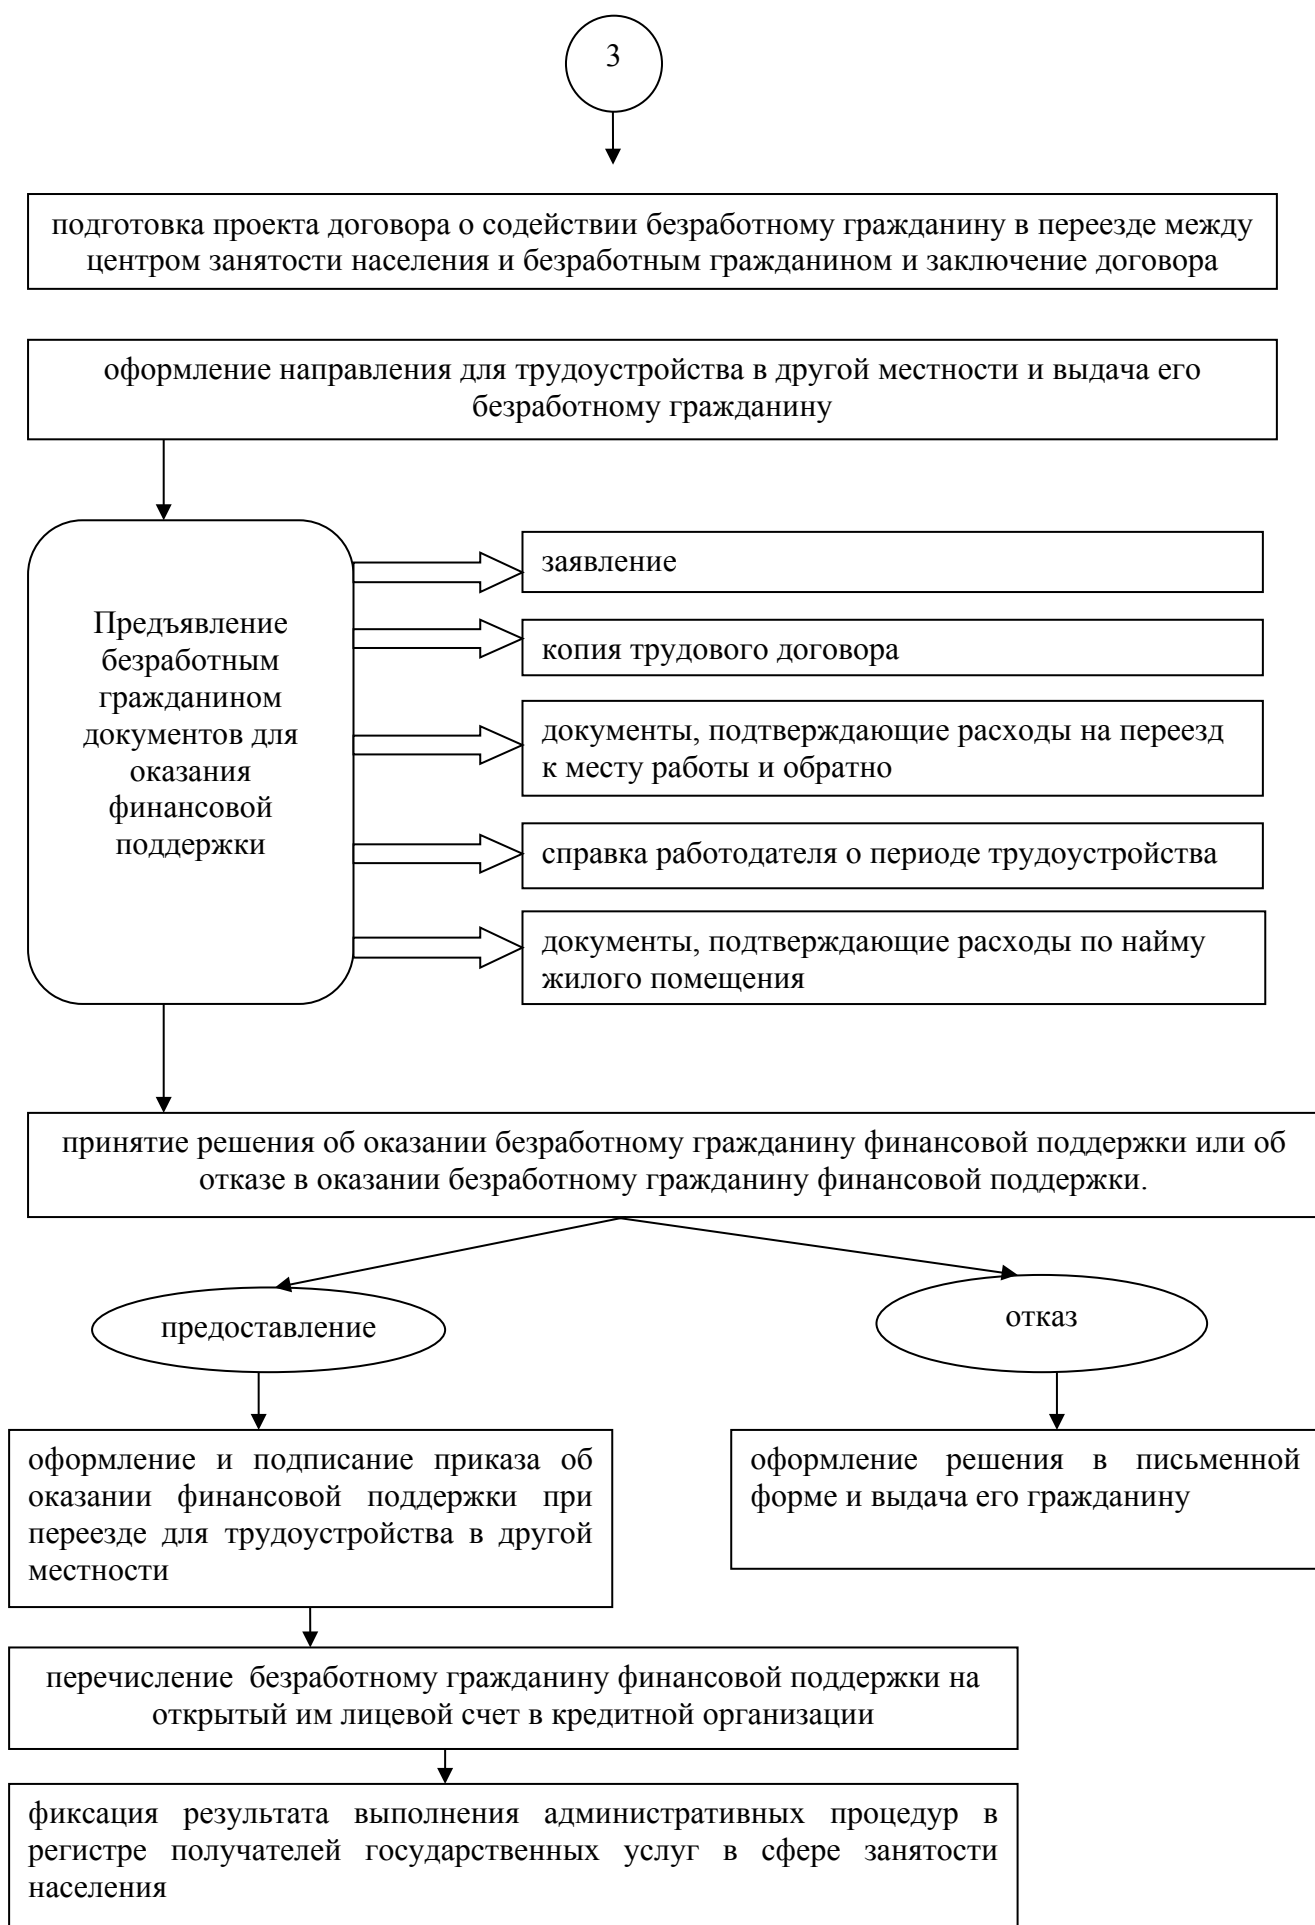 3
подготовка проекта договора о содействии безработному гражданину в переезде между
центром занятости населения и безработным гражданином и заключение договора
оформление направления для трудоустройства в другой местности и выдача его
безработному гражданину
Предъявление
безработным
гражданином
документов для
оказания
финансовой
поддержки
заявление
копия трудового договора
документы, подтверждающие расходы на переезд
к месту работы и обратно
справка работодателя о периоде трудоустройства
документы, подтверждающие расходы по найму
жилого помещения
принятие решения об оказании безработному гражданину финансовой поддержки или об
отказе в оказании безработному гражданину финансовой поддержки.
предоставление
отказ
оформление и подписание приказа об
оказании финансовой поддержки при
переезде для трудоустройства в другой
местности
оформление решения в письменной
форме и выдача его гражданину
перечисление безработному гражданину финансовой поддержки на
открытый им лицевой счет в кредитной организации
фиксация результата выполнения административных процедур в
регистре получателей государственных услуг в сфере занятости
населения